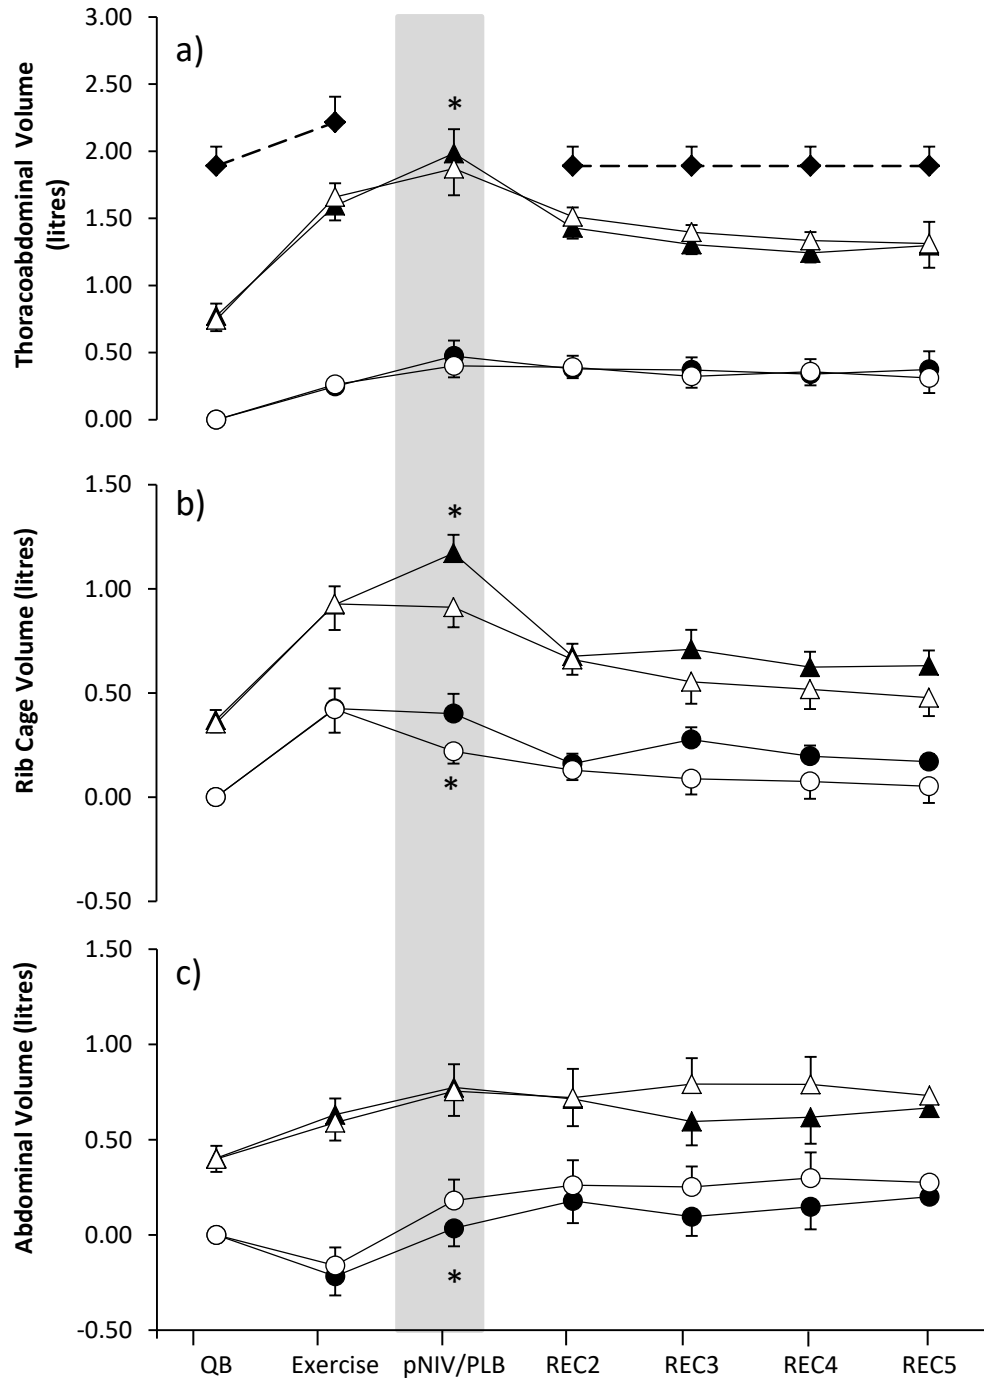 3.00
a)
2.50
*
2.00
1.50
1.00
0.50
0.00
Thoracoabdominal Volume
(litres)
1.50
b)
*
1.00
0.50
*
0.00
-0.50
Rib Cage Volume (litres)
1.50
c)
1.00
0.50
0.00
*
-0.50
Abdominal Volume (litres)
QB Exercise pNIV/PLB REC2 REC3 REC4 REC5